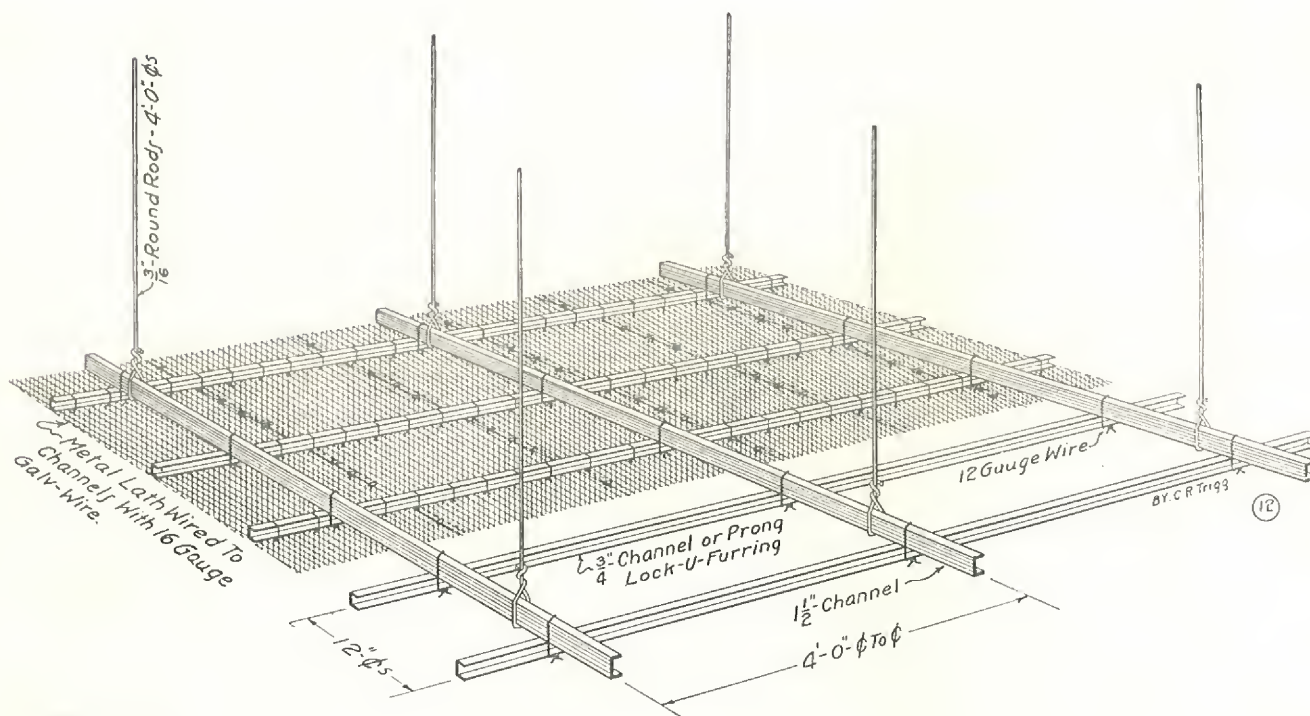 3/16"-Round Rods-4'-0"-℄s
Metal Lath Wired To
Channels With 16 Gauge
Galv-Wire.
12 Gauge Wire
BY. C R Trigg
12
3/4"-Channel or Prong
Lock-U-Furring
1 1/2"-Channel
12"-℄s
4'-0"-℄ To ℄